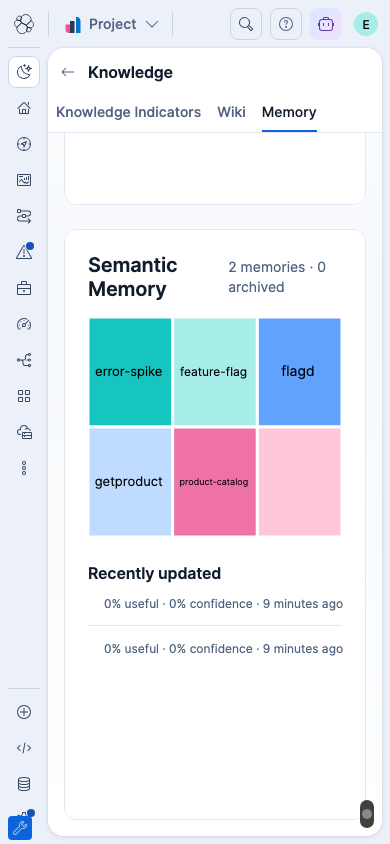 Project
E
Knowledge
Knowledge Indicators
Wiki
Memory
Semantic
Memory
2 memories · 0
archived
error-spike
feature-flag
flagd
getproduct
product-catalog
Recently updated
0% useful · 0% confidence · 9 minutes ago
0% useful · 0% confidence · 9 minutes ago